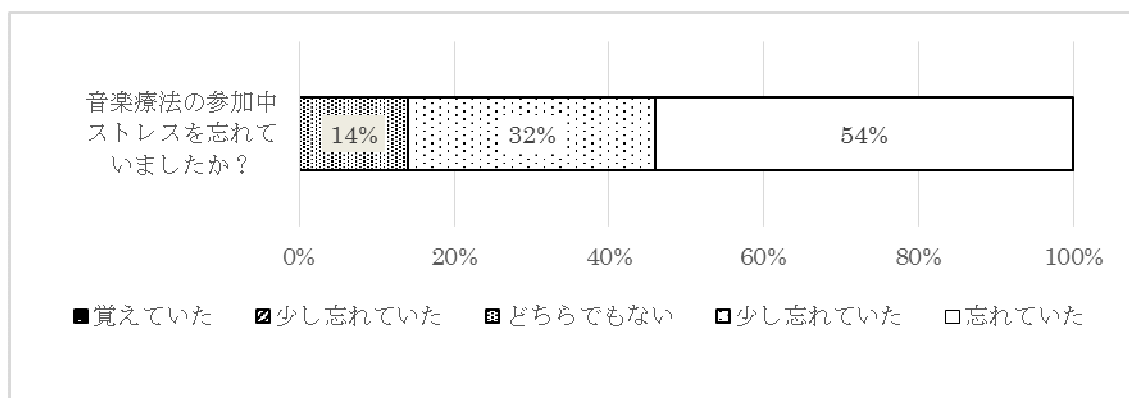 音楽療法の参加中
ストレスを忘れて
いましたか？
14% 32% 54%
0% 20% 40% 60% 80% 100%
覚えていた 少し忘れていた どちらでもない 少し忘れていた 忘れていた